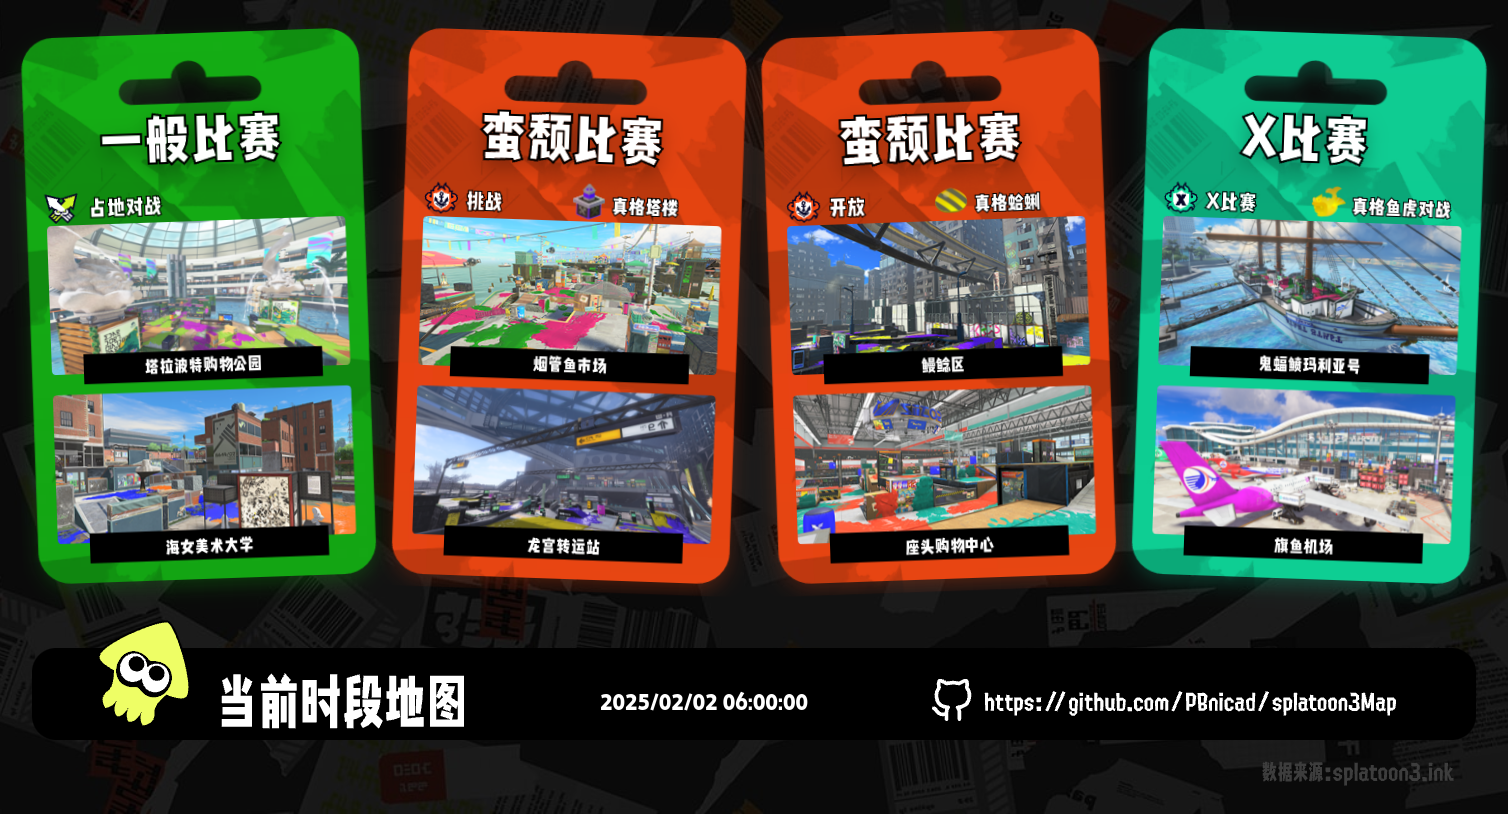 一般比赛
占地对战
塔拉波特购物公园
海女美术大学
蛮颓比赛
挑战
真格塔楼
烟管鱼市场
龙宫转运站
蛮颓比赛
开放
真格蛤蜊
鳗鲶区
座头购物中心
X比赛
X比赛
真格鱼虎对战
鬼蝠鲼玛利亚号
旗鱼机场
当前时段地图
2025/02/02 06:00:00
https://github.com/PBnicad/splatoon3Map
数据来源:splatoon3.ink